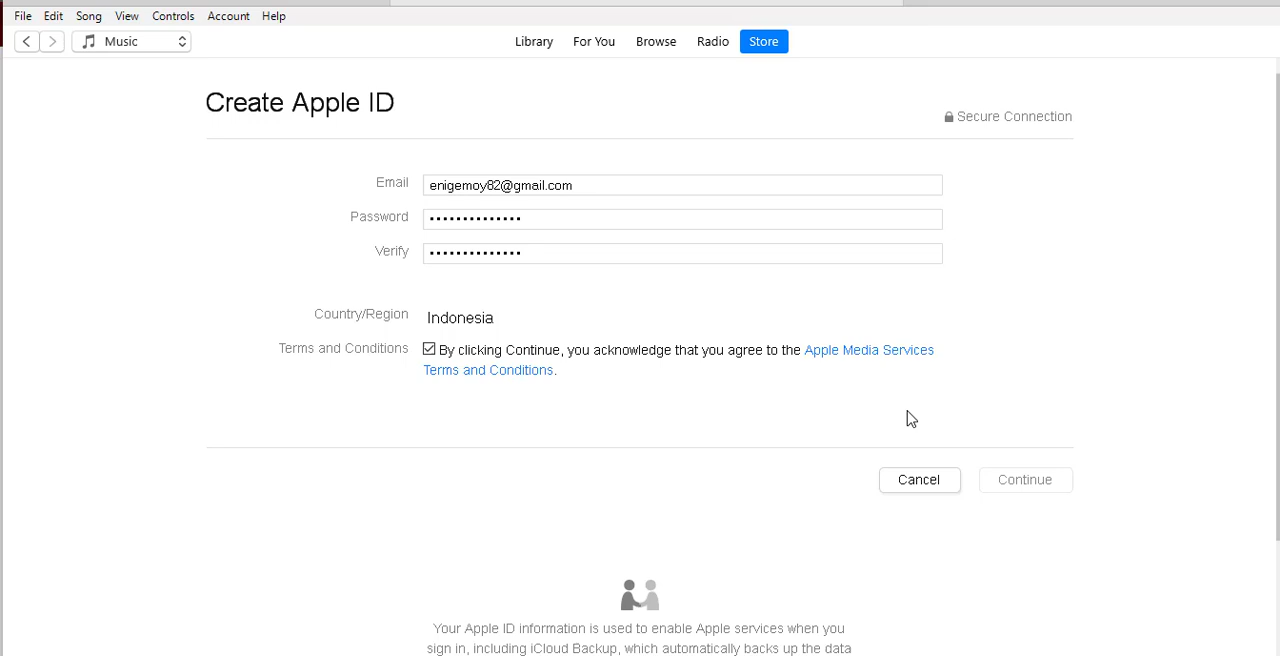 File Edit Song View Controls Account Help
Music Library For You Browse Radio Store
Create Apple ID
Secure Connection
Email enigemoy82@gmail.com
Password ••••••••••••••
Verify ••••••••••••••
Country/Region Indonesia
Terms and Conditions By clicking Continue, you acknowledge that you agree to the Apple Media Services
Terms and Conditions.
Cancel Continue
Your Apple ID information is used to enable Apple services when you
sign in, including iCloud Backup, which automatically backs up the data